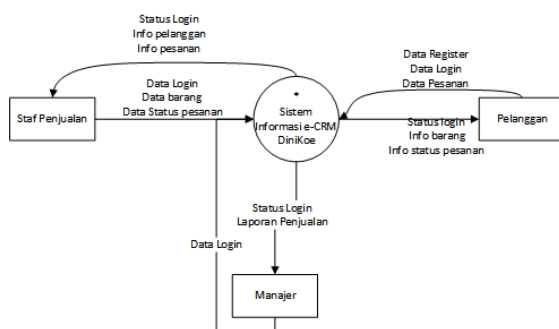 Status Login
Info pelanggan
Info pesanan
Data Register
Data Login
Data Pesanan
Data Login
Data barang
Data Status pesanan
Staf Penjualan
*
Sistem
Informasi e-CRM
DiniKoe
Pelanggan
Status login
Info barang
Info status pesanan
Status Login
Laporan Penjualan
Data Login
Manajer